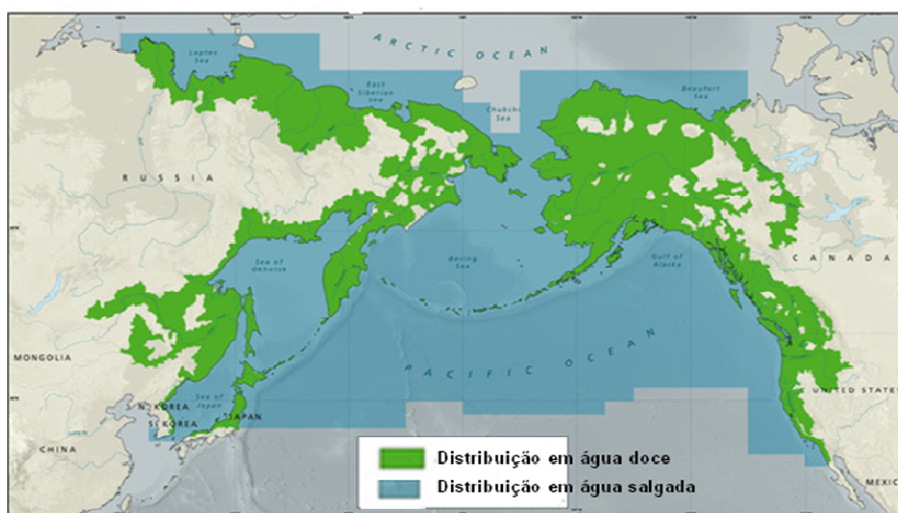 ARCTIC OCEAN
Laptev
Sea
East
Siberian
Sea
Chukchi
Sea
Beaufort
Sea
RUSSIA
Sea of
Okhotsk
Bering
Sea
Gulf of
Alaska
CANADA
PACIFIC OCEAN
MONGOLIA
UNITED STATES
N. KOREA
Sea of
Japan
S. KOREA
JAPAN
CHINA
MEXIC
Distribuição em água doce
Distribuição em água salgada